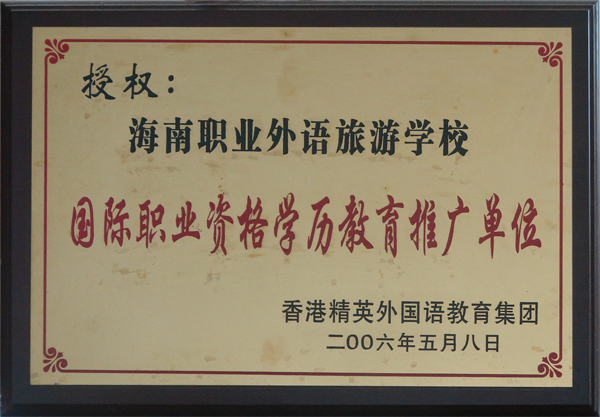 授权：
海南职业外语旅游学校
国际职业资格学历教育推广单位
香港精英外国语教育集团
二OO六年五月八日